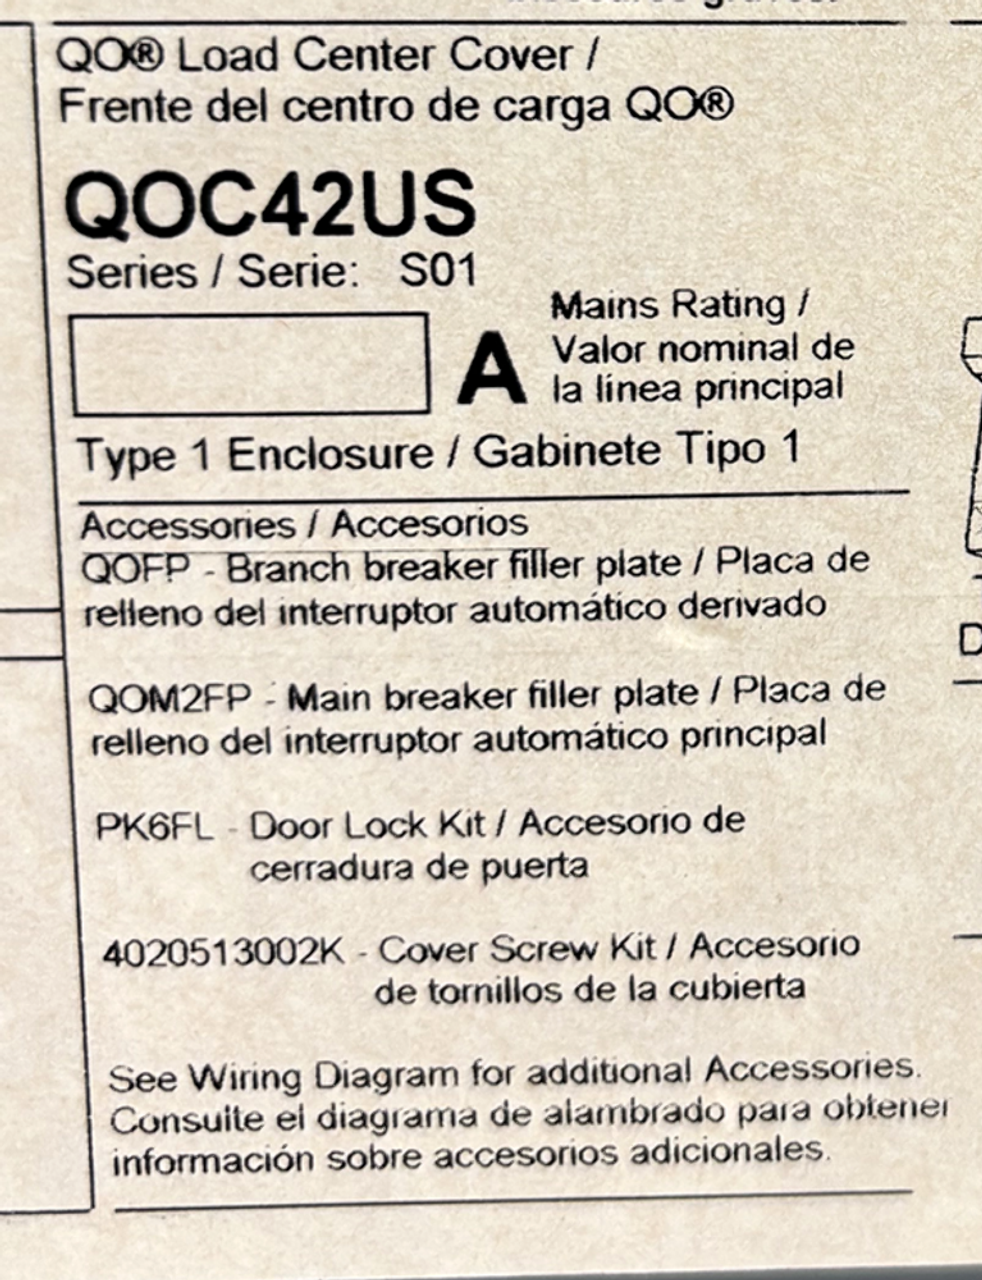 QO® Load Center Cover /
Frente del centro de carga QO®
QOC42US
Series / Serie: S01
A
Mains Rating /
Valor nominal de
la línea principal
Type 1 Enclosure / Gabinete Tipo 1
Accessories / Accesorios
QOFP - Branch breaker filler plate / Placa de
relleno del interruptor automático derivado
QOM2FP - Main breaker filler plate / Placa de
relleno del interruptor automático principal
PK6FL - Door Lock Kit / Accesorio de
cerradura de puerta
4020513002K - Cover Screw Kit / Accesorio
de tornillos de la cubierta
See Wiring Diagram for additional Accessories.
Consulte el diagrama de alambrado para obtener
información sobre accesorios adicionales.
D